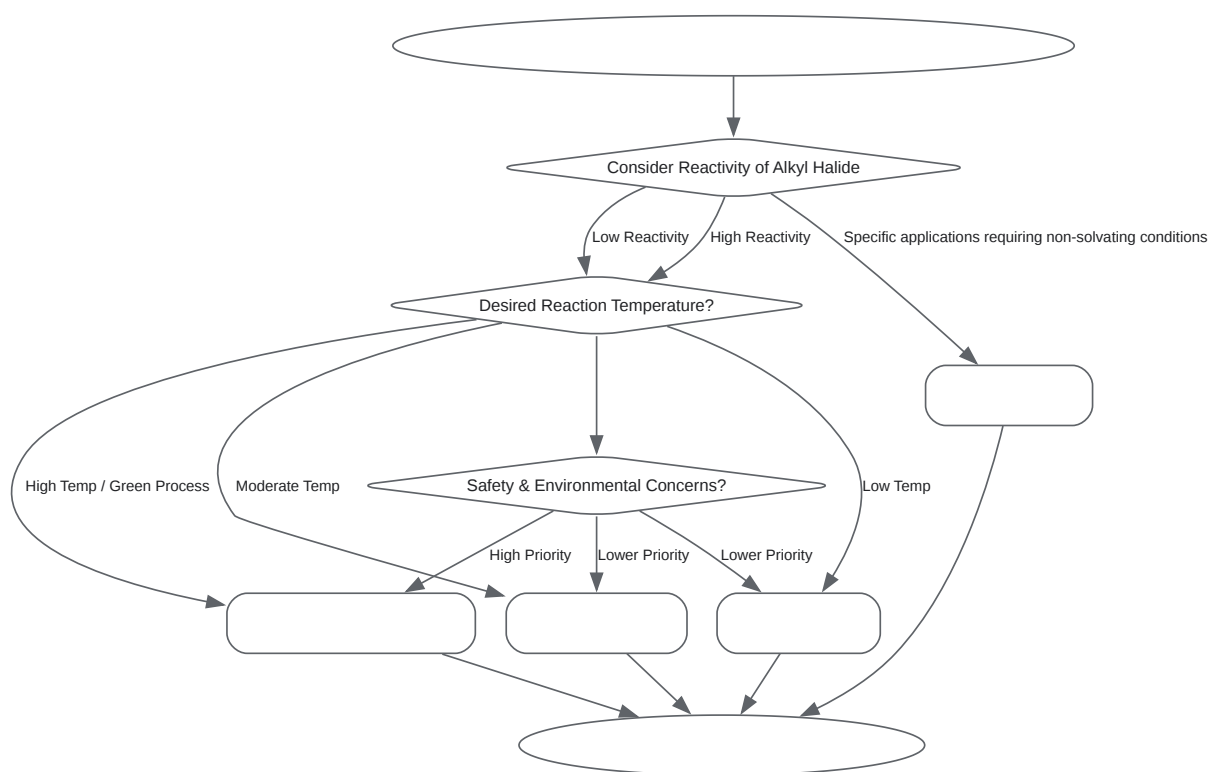 Consider Reactivity of Alkyl Halide
Low Reactivity
High Reactivity
Specific applications requiring non-solvating conditions
Desired Reaction Temperature?
High Temp / Green Process
Moderate Temp
Safety & Environmental Concerns?
Low Temp
High Priority
Lower Priority
Lower Priority